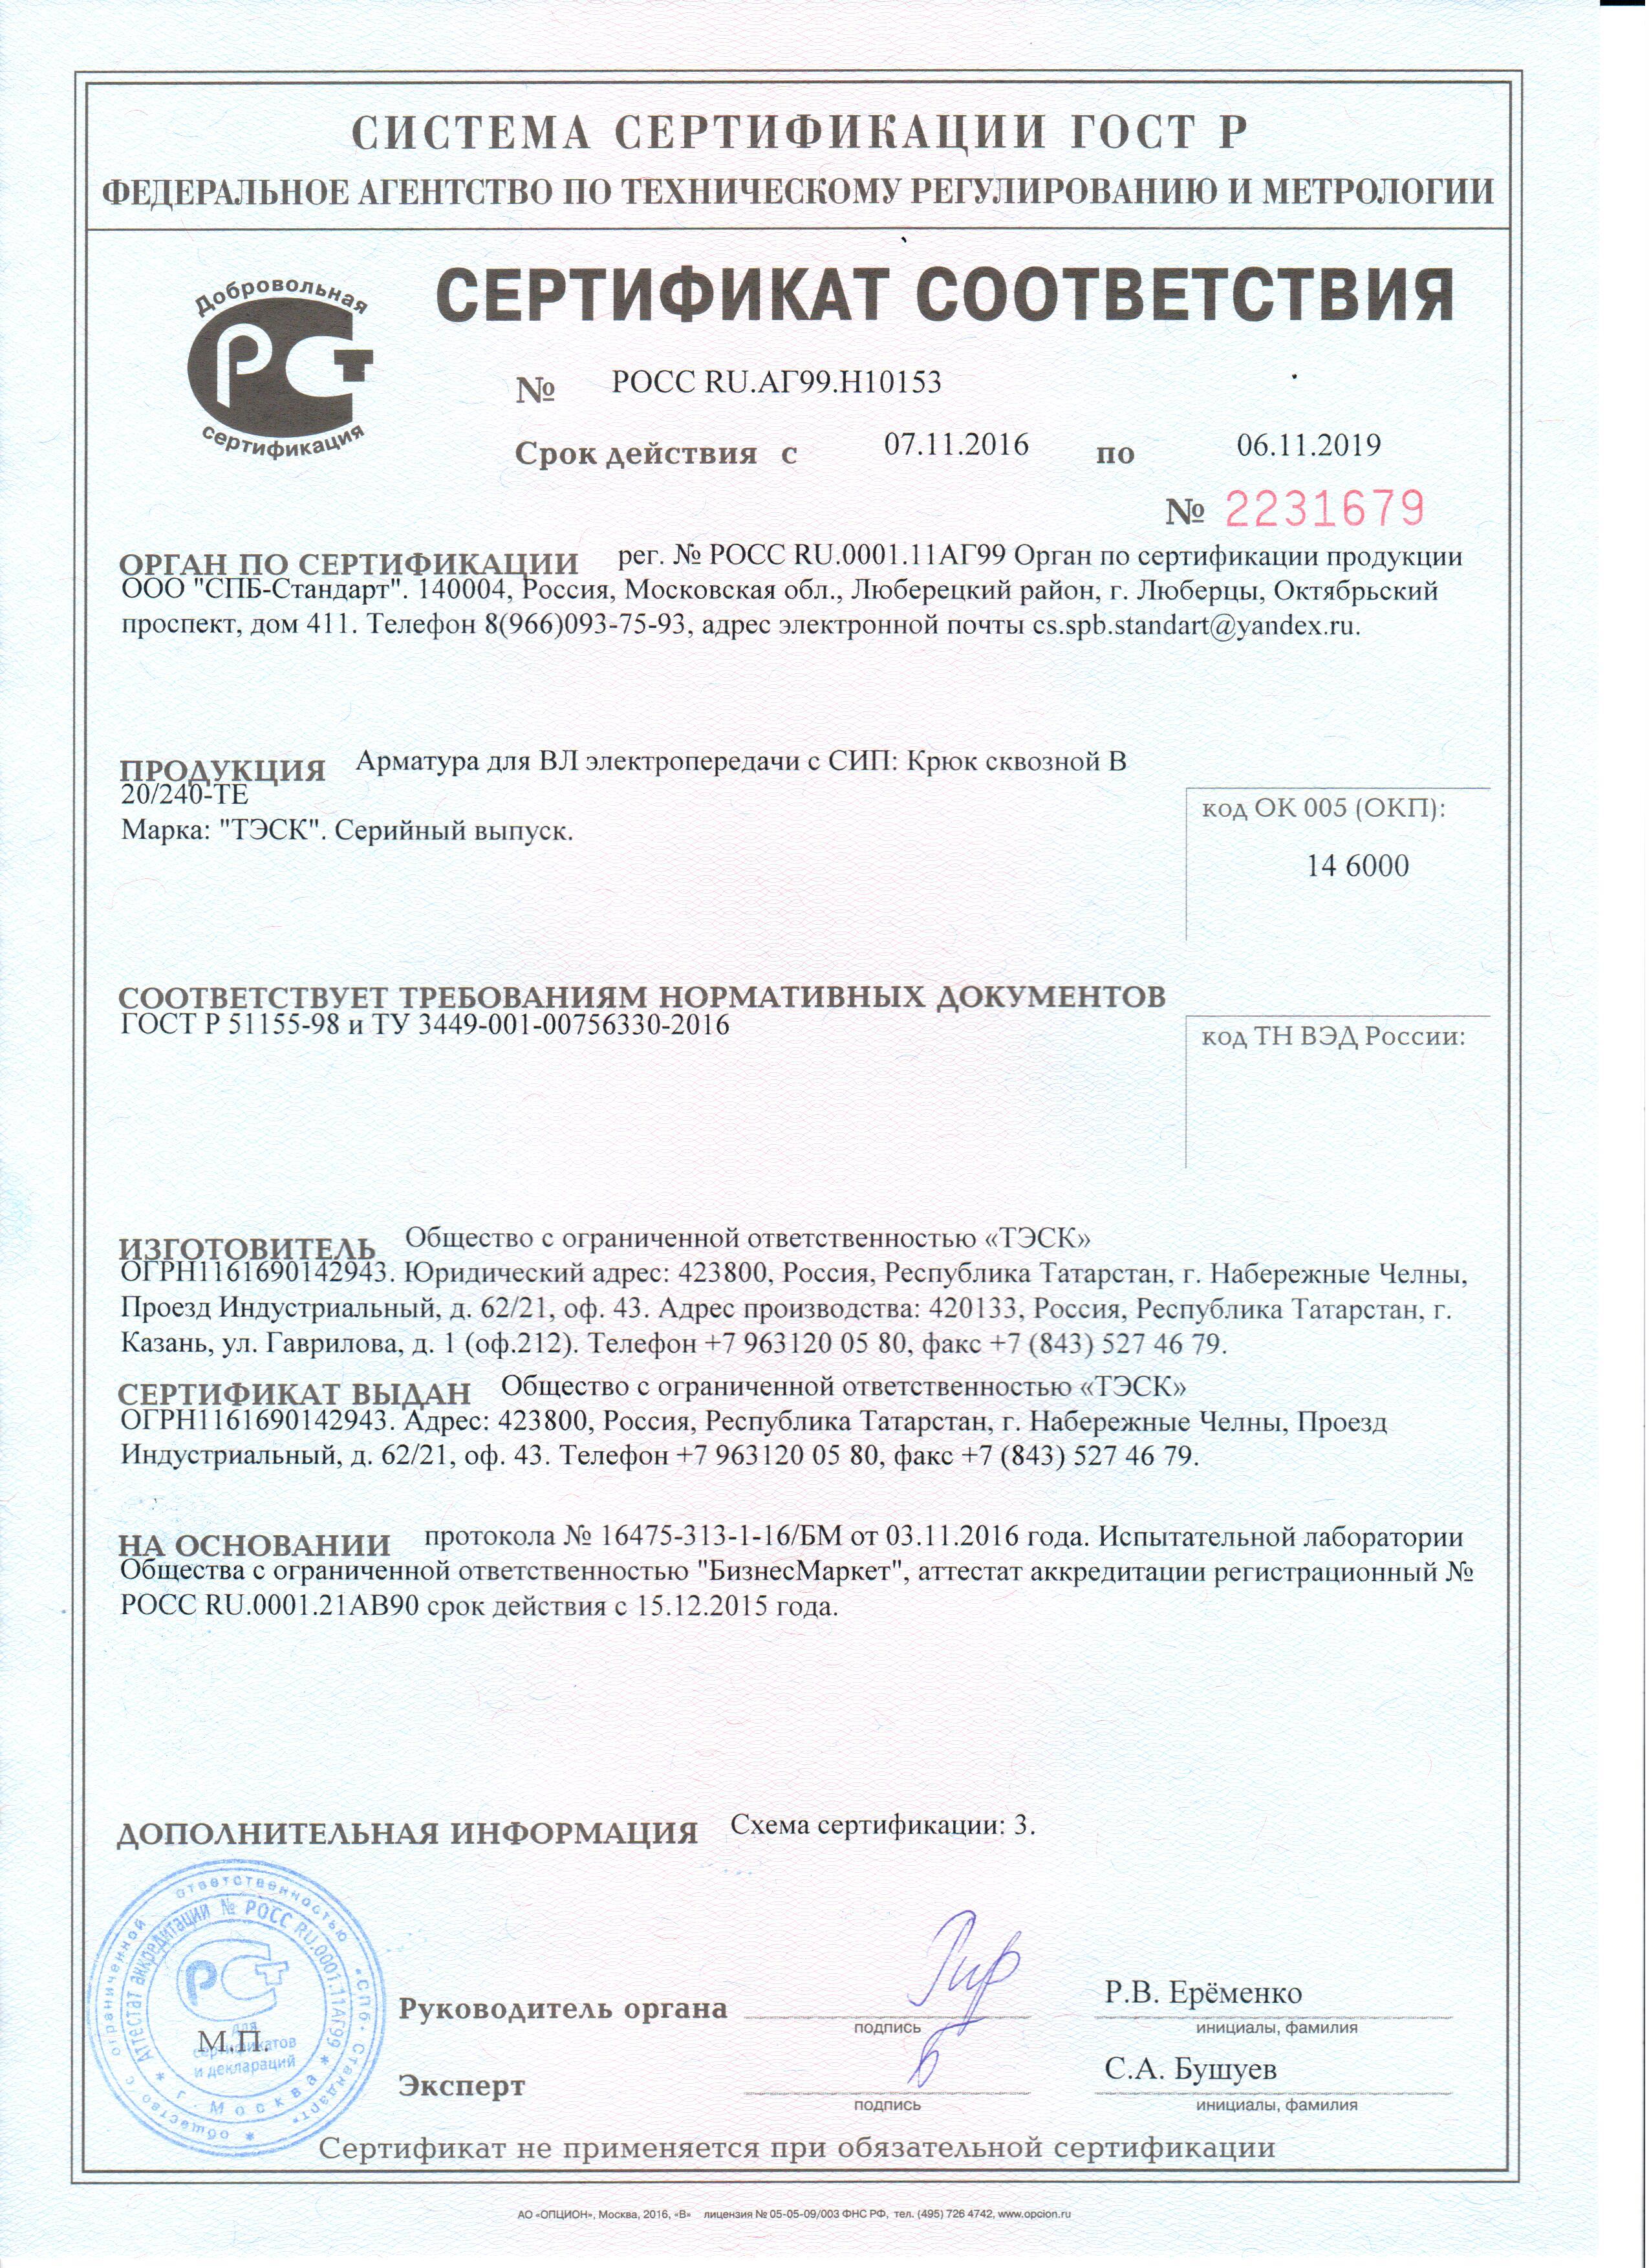 СИСТЕМА СЕРТИФИКАЦИИ ГОСТ Р
ФЕДЕРАЛЬНОЕ АГЕНТСТВО ПО ТЕХНИЧЕСКОМУ РЕГУЛИРОВАНИЮ И МЕТРОЛОГИИ
Добровольная
РСТ
сертификация
СЕРТИФИКАТ СООТВЕТСТВИЯ
№ РОСС RU.АГ99.Н10153
Срок действия с 07.11.2016 по 06.11.2019
№ 2231679
ОРГАН ПО СЕРТИФИКАЦИИ рег. № РОСС RU.0001.11АГ99 Орган по сертификации продукции
ООО "СПБ-Стандарт". 140004, Россия, Московская обл., Люберецкий район, г. Люберцы, Октябрьский
проспект, дом 411. Телефон 8(966)093-75-93, адрес электронной почты cs.spb.standart@yandex.ru.
ПРОДУКЦИЯ Арматура для ВЛ электропередачи с СИП: Крюк сквозной В
20/240-ТЕ
Марка: "ТЭСК". Серийный выпуск.
код ОК 005 (ОКП):
14 6000
СООТВЕТСТВУЕТ ТРЕБОВАНИЯМ НОРМАТИВНЫХ ДОКУМЕНТОВ
ГОСТ Р 51155-98 и ТУ 3449-001-00756330-2016
код ТН ВЭД России:
ИЗГОТОВИТЕЛЬ Общество с ограниченной ответственностью «ТЭСК»
ОГРН1161690142943. Юридический адрес: 423800, Россия, Республика Татарстан, г. Набережные Челны,
Проезд Индустриальный, д. 62/21, оф. 43. Адрес производства: 420133, Россия, Республика Татарстан, г.
Казань, ул. Гаврилова, д. 1 (оф.212). Телефон +7 963120 05 80, факс +7 (843) 527 46 79.
СЕРТИФИКАТ ВЫДАН Общество с ограниченной ответственностью «ТЭСК»
ОГРН1161690142943. Адрес: 423800, Россия, Республика Татарстан, г. Набережные Челны, Проезд
Индустриальный, д. 62/21, оф. 43. Телефон +7 963120 05 80, факс +7 (843) 527 46 79.
НА ОСНОВАНИИ протокола № 16475-313-1-16/БМ от 03.11.2016 года. Испытательной лаборатории
Общества с ограниченной ответственностью "БизнесМаркет", аттестат аккредитации регистрационный №
РОСС RU.0001.21АВ90 срок действия с 15.12.2015 года.
ДОПОЛНИТЕЛЬНАЯ ИНФОРМАЦИЯ Схема сертификации: 3.
общество с ограниченной ответственностью «СПб-Стандарт»
Аттестат аккредитации № РОСС RU.0001.11АГ99
г. Москва
РСТ
для
сертификатов
и деклараций
М.П.
Руководитель органа
подпись
Р.В. Ерёменко
инициалы, фамилия
Эксперт
подпись
С.А. Бушуев
инициалы, фамилия
Сертификат не применяется при обязательной сертификации
АО «ОПЦИОН», Москва, 2016, «В» лицензия № 05-05-09/003 ФНС РФ, тел. (495) 726 4742, www.opcion.ru